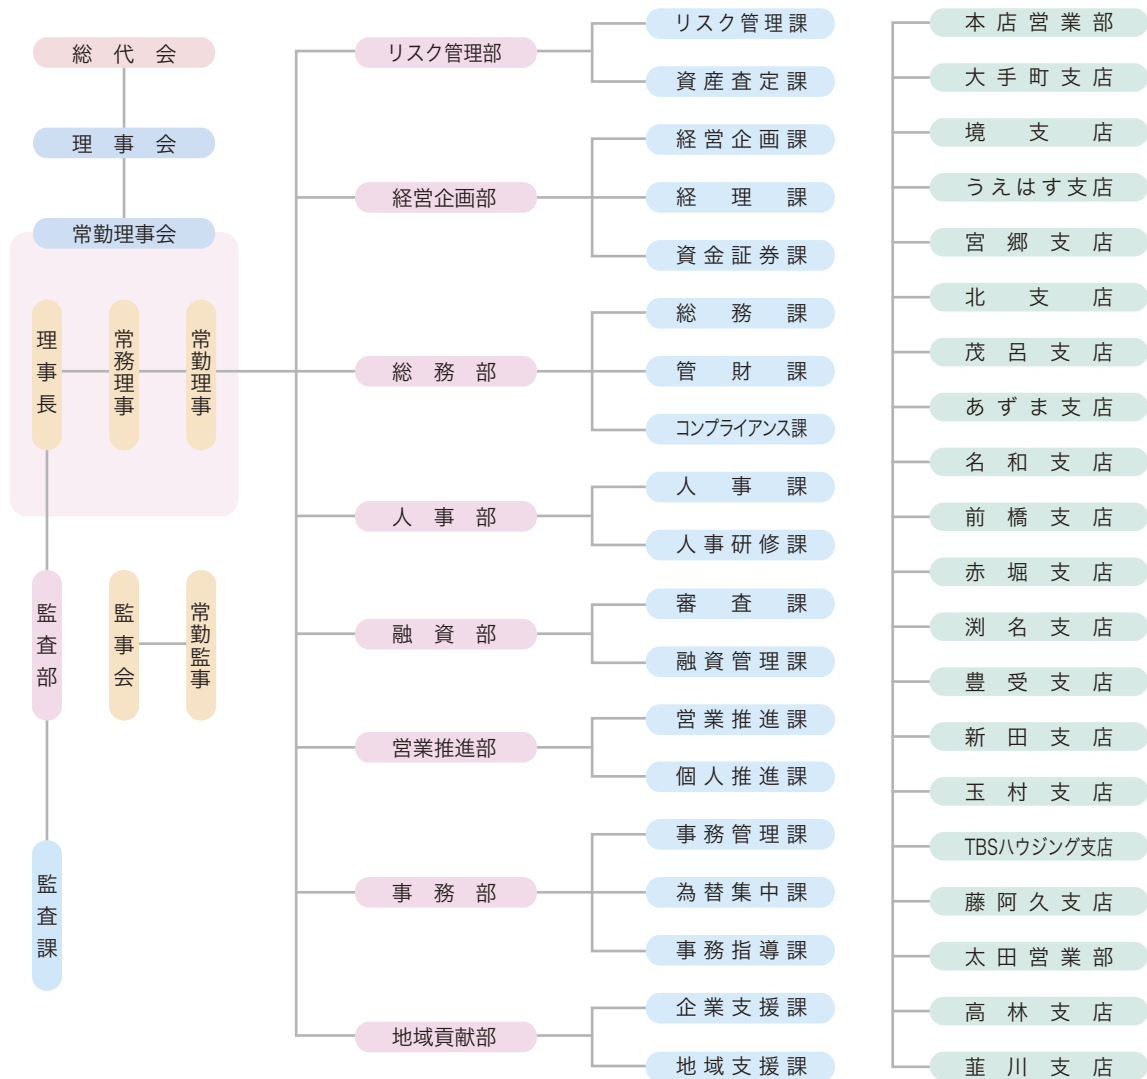 総代会
理事会
常勤理事会
理事長
常務理事
常勤理事
監査部
監事会
常勤監事
監査課
リスク管理部
リスク管理課
資産査定課
経営企画部
経営企画課
経理課
資金証券課
総務部
総務課
管財課
コンプライアンス課
人事部
人事課
人事研修課
融資部
審査課
融資管理課
営業推進部
営業推進課
個人推進課
事務部
事務管理課
為替集中課
事務指導課
地域貢献部
企業支援課
地域支援課
本店営業部
大手町支店
境支店
うえはす支店
宮郷支店
北支店
茂呂支店
あずま支店
名和支店
前橋支店
赤堀支店
渕名支店
豊受支店
新田支店
玉村支店
TBSハウジング支店
藤阿久支店
太田営業部
高林支店
韮川支店